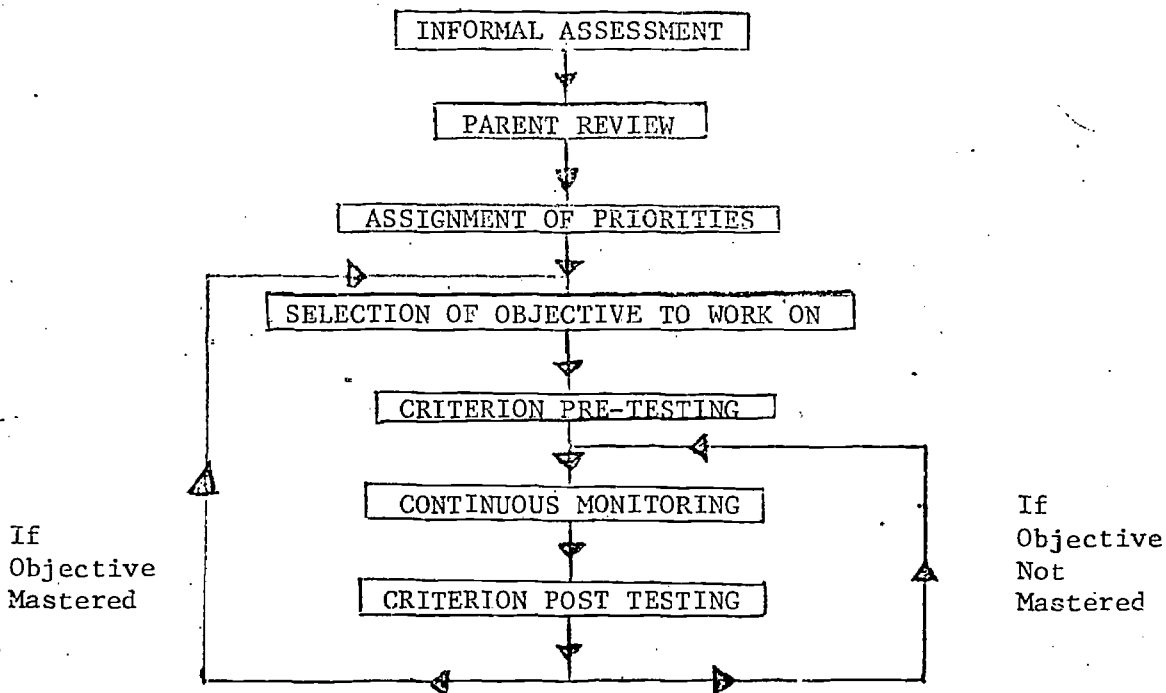 INFORMAL ASSESSMENT
PARENT REVIEW
ASSIGNMENT OF PRIORITIES
SELECTION OF OBJECTIVE TO WORK ON
CRITERION PRE-TESTING
CONTINUOUS MONITORING
CRITERION POST TESTING
If
Objective
Mastered
If
Objective
Not
Mastered